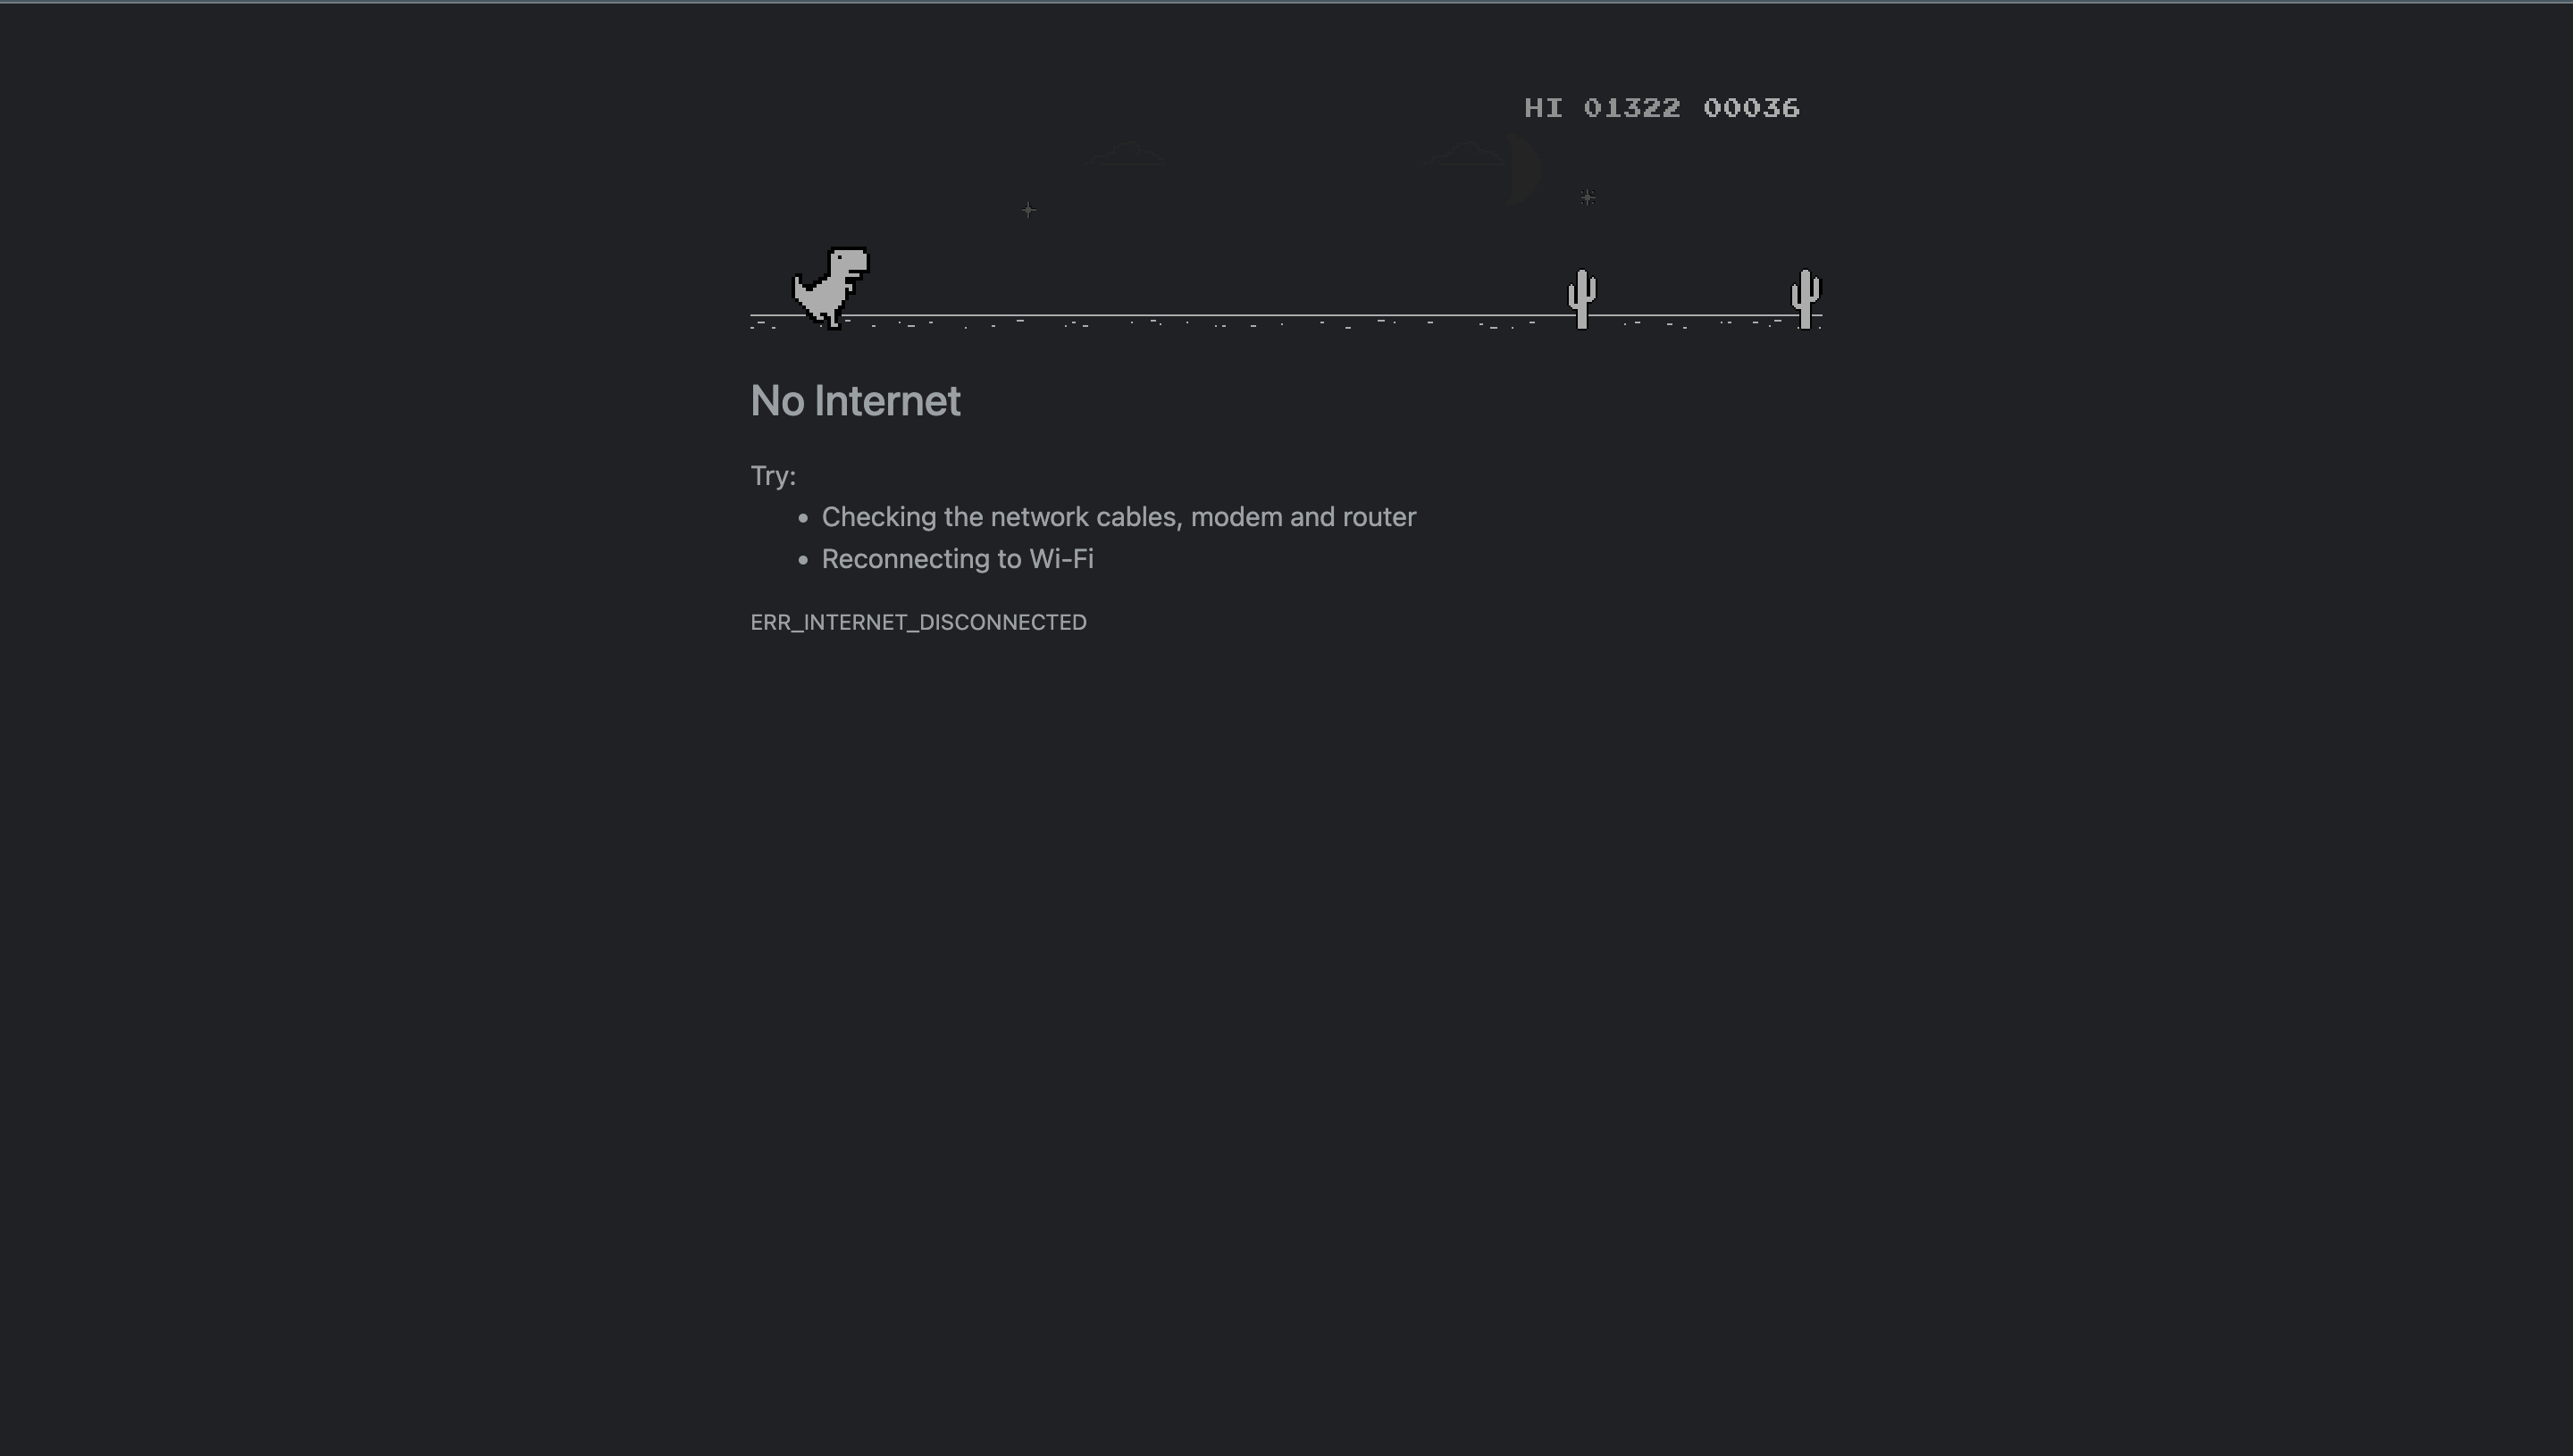 HI 01322 00036
No Internet
Try:
• Checking the network cables, modem and router
• Reconnecting to Wi-Fi
ERR_INTERNET_DISCONNECTED